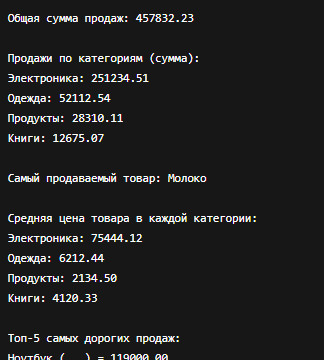 Общая сумма продаж: 457832.23
Продажи по категориям (сумма):
Электроника: 251234.51
Одежда: 52112.54
Продукты: 28310.11
Книги: 12675.07
Самый продаваемый товар: Молоко
Средняя цена товара в каждой категории:
Электроника: 75444.12
Одежда: 6212.44
Продукты: 2134.50
Книги: 4120.33
Топ-5 самых дорогих продаж:
Ноутбук (...) = 119000.00